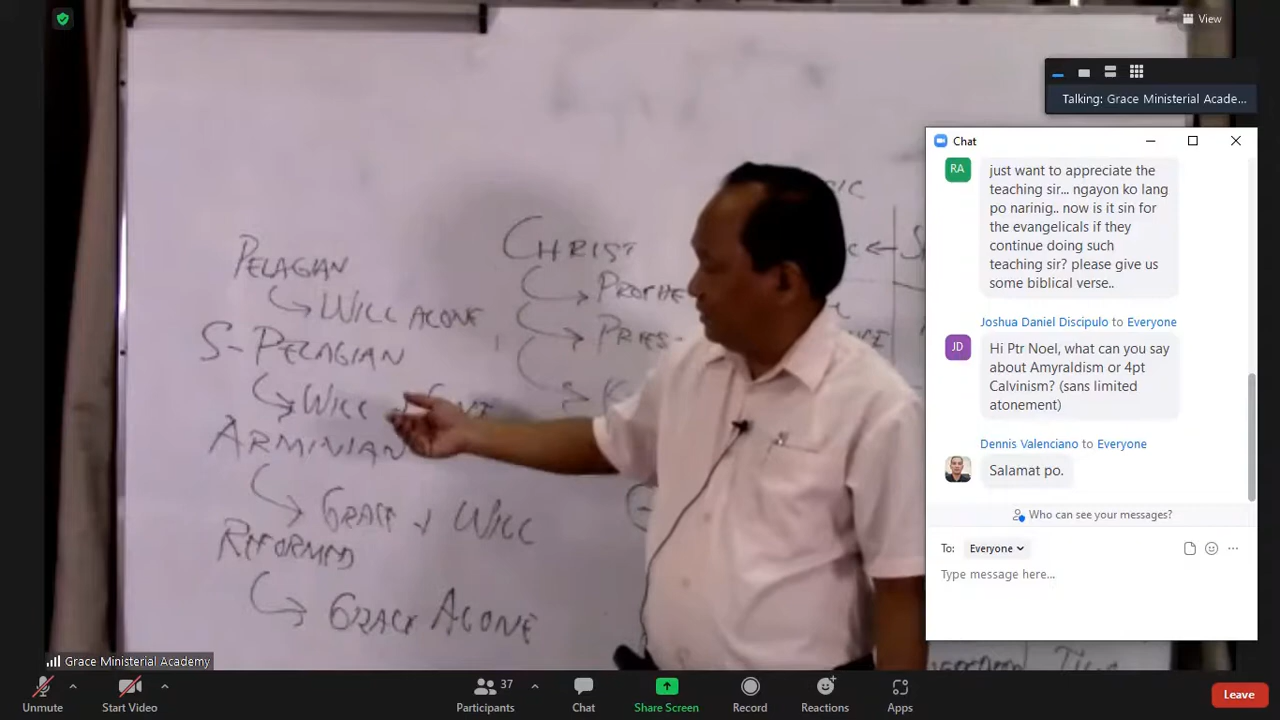 View
Talking: Grace Ministerial Acade...
Chat
RA
just want to appreciate the
teaching sir... ngayon ko lang
po narinig.. now is it sin for
the evangelicals if they
continue doing such
teaching sir? please give us
some biblical verse..
Joshua Daniel Discipulo to Everyone
JD
Hi Ptr Noel, what can you say
about Amyraldism or 4pt
Calvinism? (sans limited
atonement)
Dennis Valenciano to Everyone
Salamat po.
Who can see your messages?
To: Everyone
Type message here...
PELAGIAN
WILL ALONE
S-PELAGIAN
WILL
ARMINIAN
GRACE + WILL
REFORMED
GRACE ALONE
CHRIST
PROPHE
PRIES
Grace Ministerial Academy
Unmute
Start Video
37
Participants
Chat
Share Screen
Record
Reactions
Apps
Leave